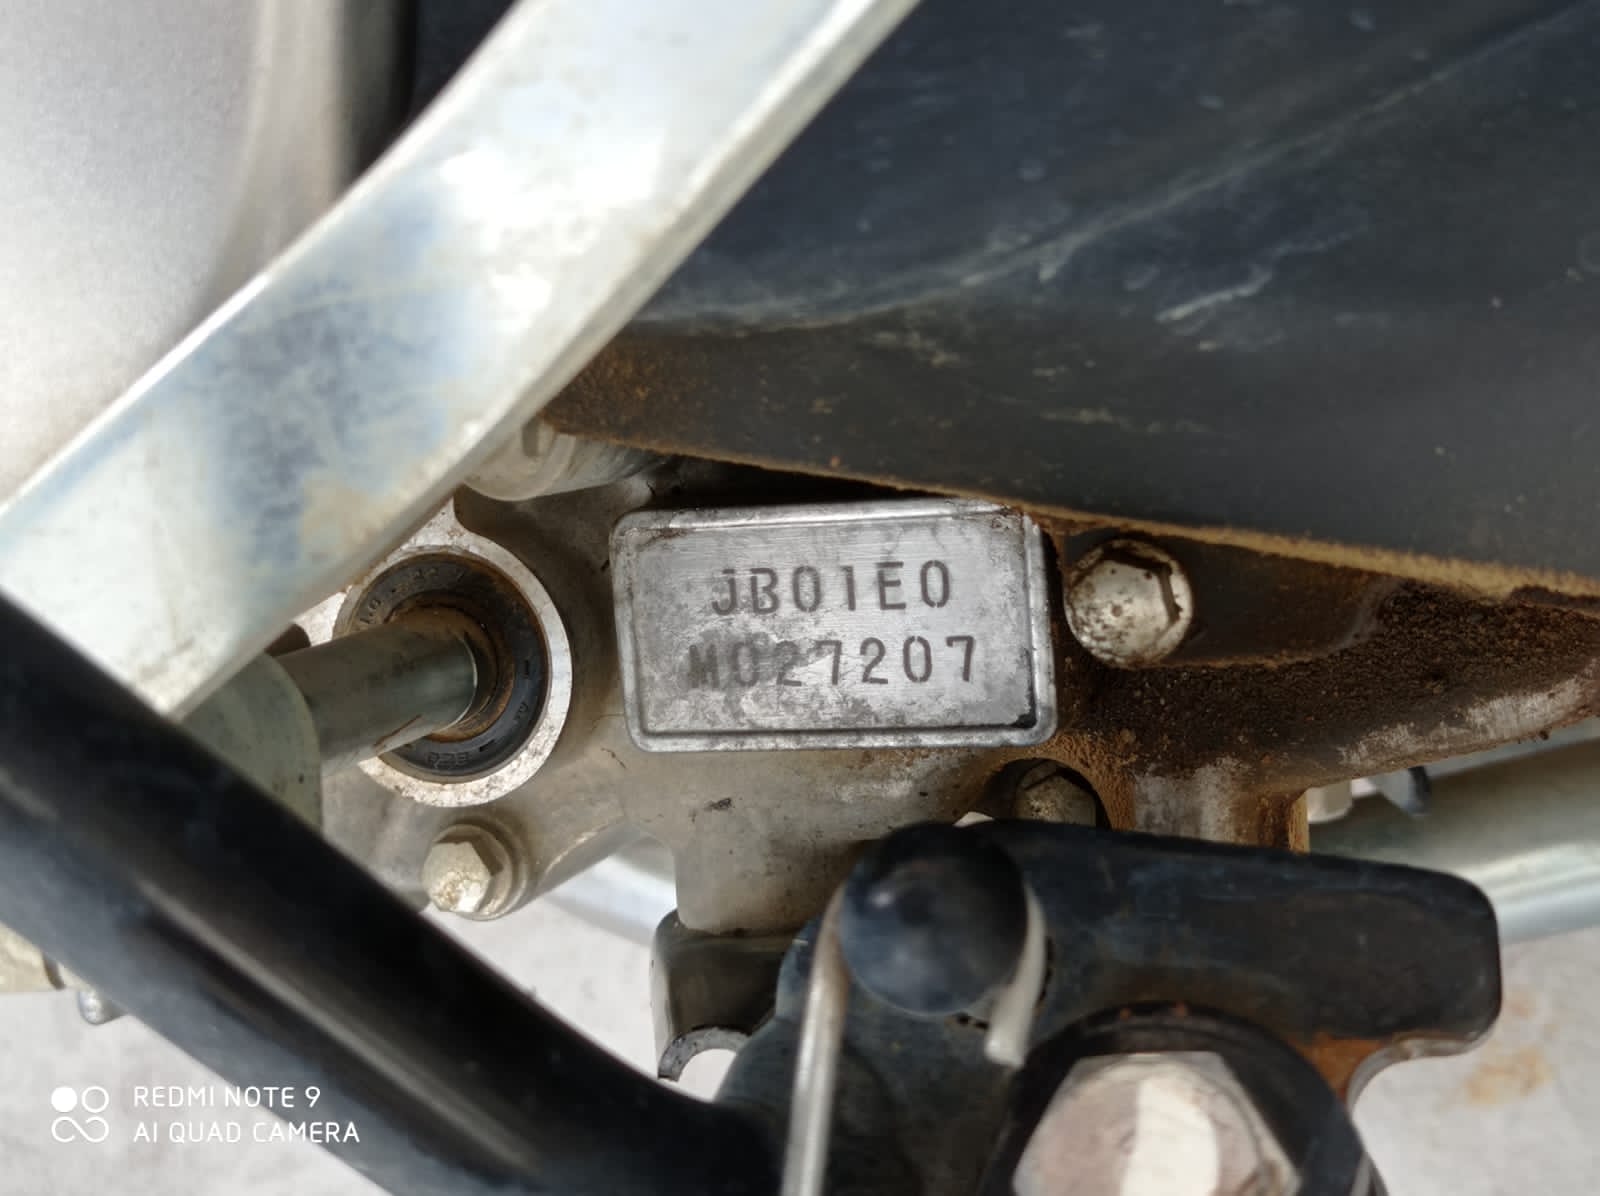 JB01E0
M027207
REDMI NOTE 9
AI QUAD CAMERA